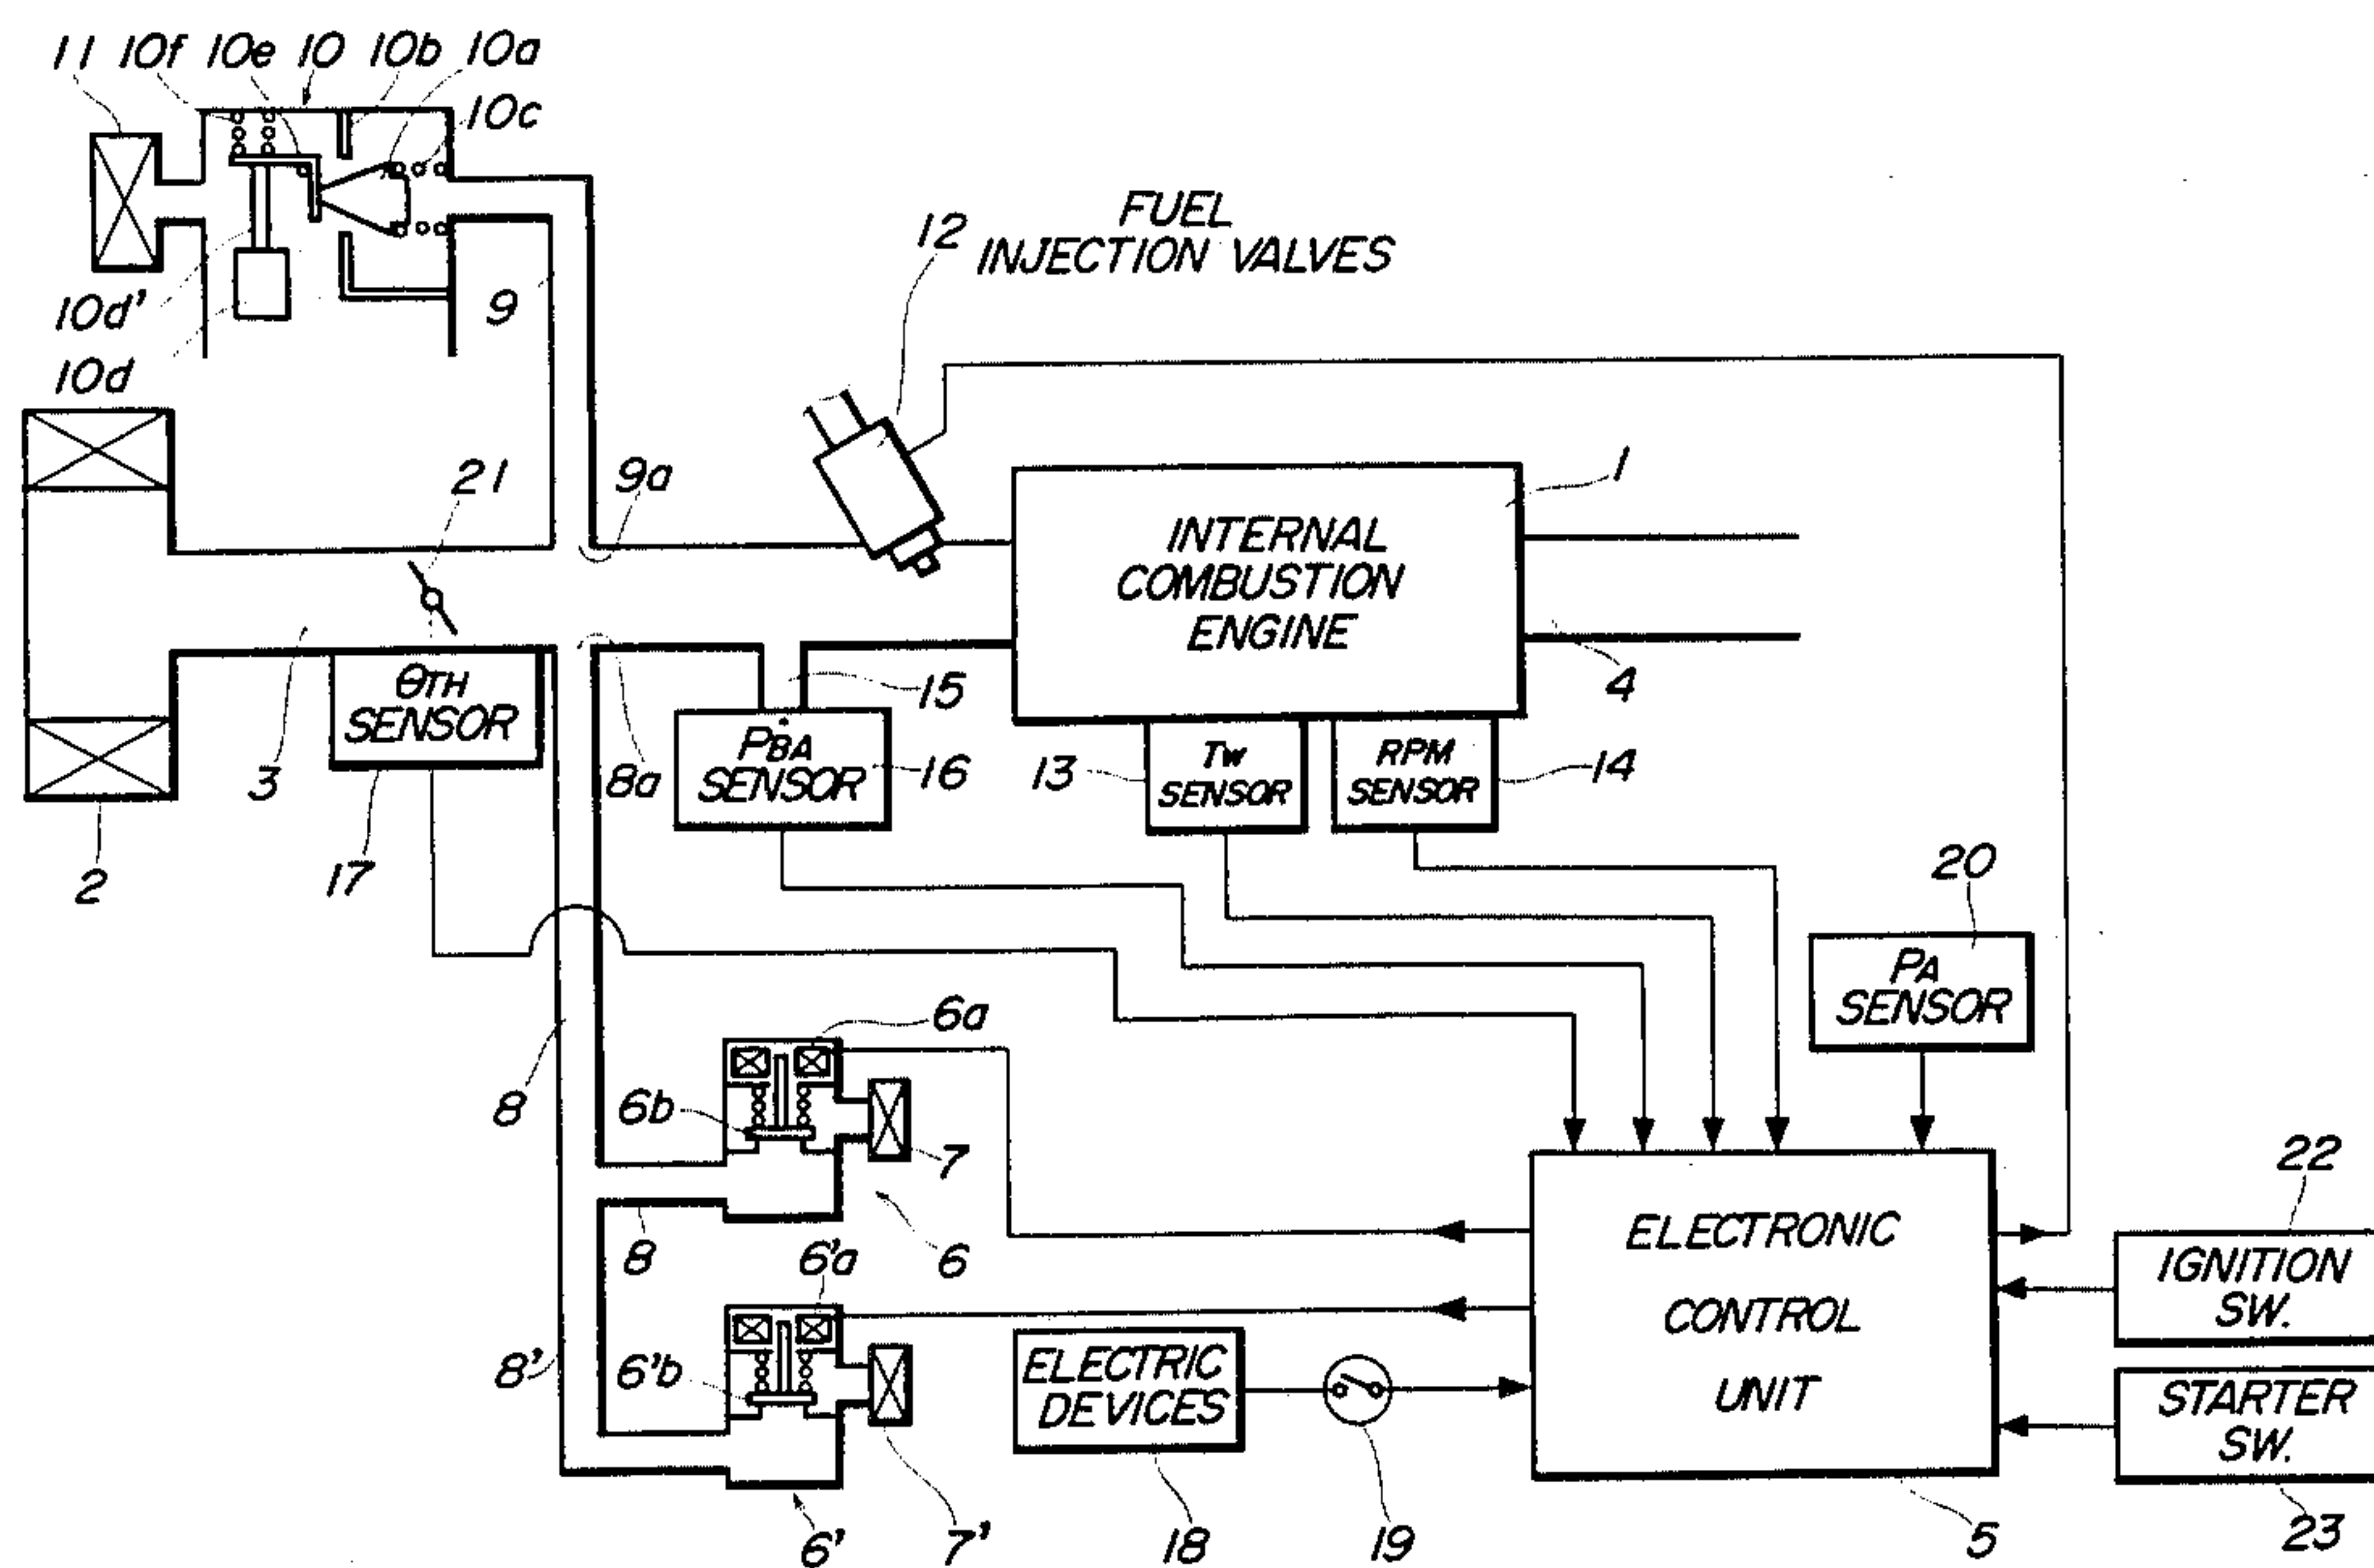 11 10f 10e 10 10b 10a
10c
12
FUEL
INJECTION VALVES
10d'
9
10d
21
9a
1
INTERNAL
COMBUSTION
ENGINE
θTH
SENSOR
15
4
3
8a
PBA
SENSOR
16
13
TW
SENSOR
RPM
SENSOR
14
2
17
20
PA
SENSOR
6a
8
6b
7
22
8
6
6'a
ELECTRONIC
CONTROL
UNIT
IGNITION
SW.
8'
6'b
ELECTRIC
DEVICES
STARTER
SW.
6'
7'
18
19
5
23